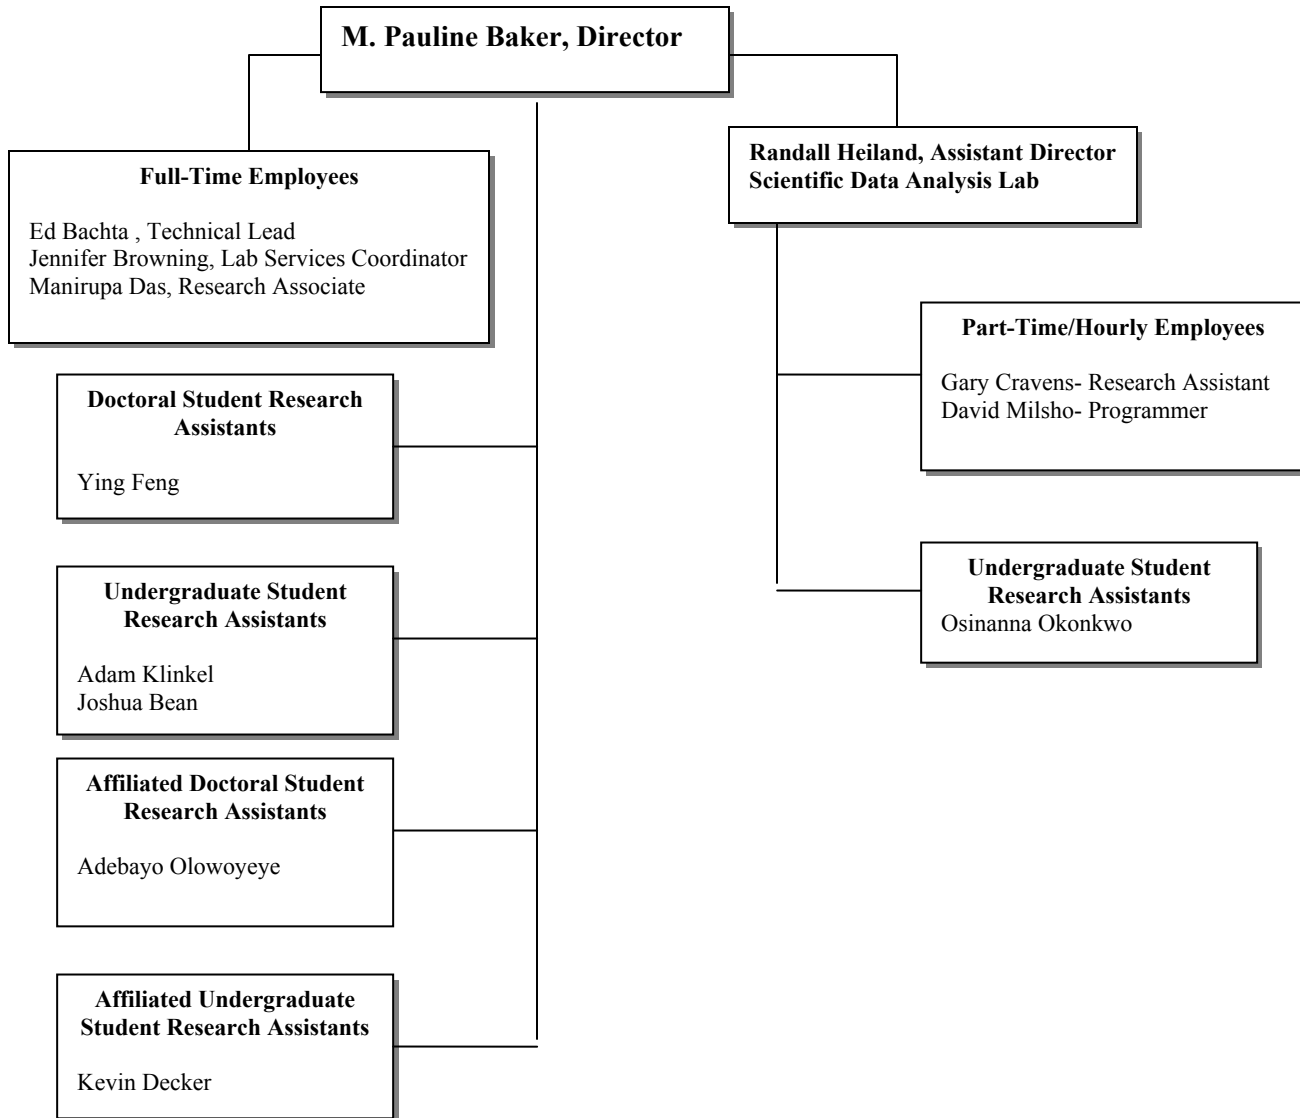 M. Pauline Baker, Director
Full-Time Employees
Ed Bachta , Technical Lead
Jennifer Browning, Lab Services Coordinator
Manirupa Das, Research Associate
Randall Heiland, Assistant Director
Scientific Data Analysis Lab
Part-Time/Hourly Employees
Gary Cravens- Research Assistant
David Milsho- Programmer
Doctoral Student Research
Assistants
Ying Feng
Undergraduate Student
Research Assistants
Osinanna Okonkwo
Undergraduate Student
Research Assistants
Adam Klinkel
Joshua Bean
Affiliated Doctoral Student
Research Assistants
Adebayo Olowoyeye
Affiliated Undergraduate
Student Research Assistants
Kevin Decker